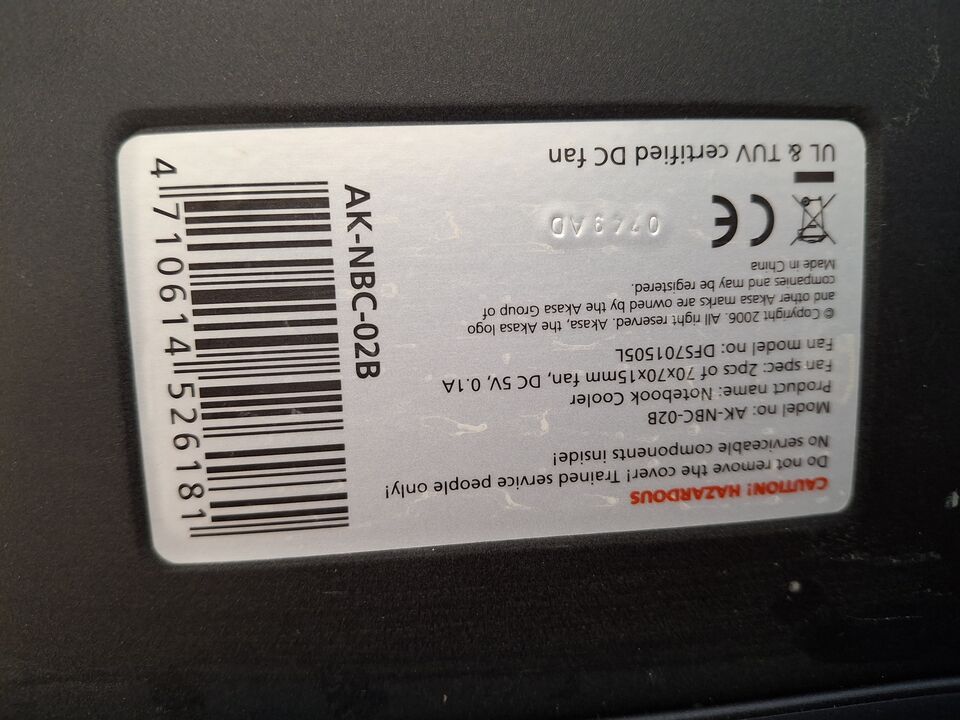 CAUTION! HAZARDOUS
Do not remove the cover! Trained service people only!
No serviceable components inside!
Model no: AK-NBC-02B
Product name: Notebook Cooler
Fan spec: 2pcs of 70x70x15mm fan, DC 5V, 0.1A
Fan model no: DFS701505L
© Copyright 2006. All right reserved. Akasa, the Akasa logo
and other Akasa marks are owned by the Akasa Group of
companies and may be registered.
Made in China
CE
UL & TUV certified DC fan
AK-NBC-02B
4 710614 526181